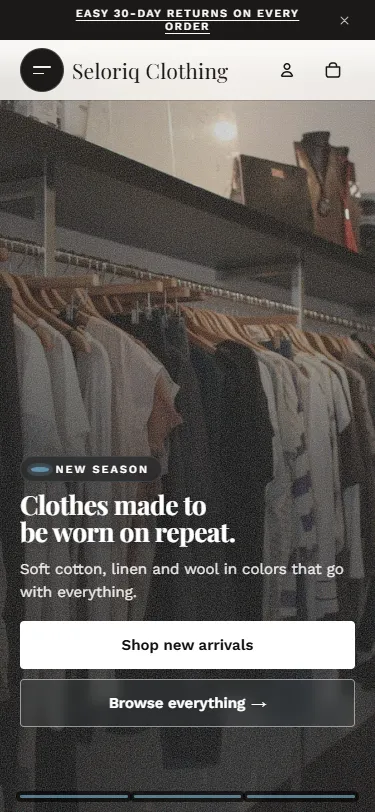 EASY 30-DAY RETURNS ON EVERY
ORDER
Seloriq Clothing
NEW SEASON
Clothes made to
be worn on repeat.
Soft cotton, linen and wool in colors that go
with everything.
Shop new arrivals
Browse everything →